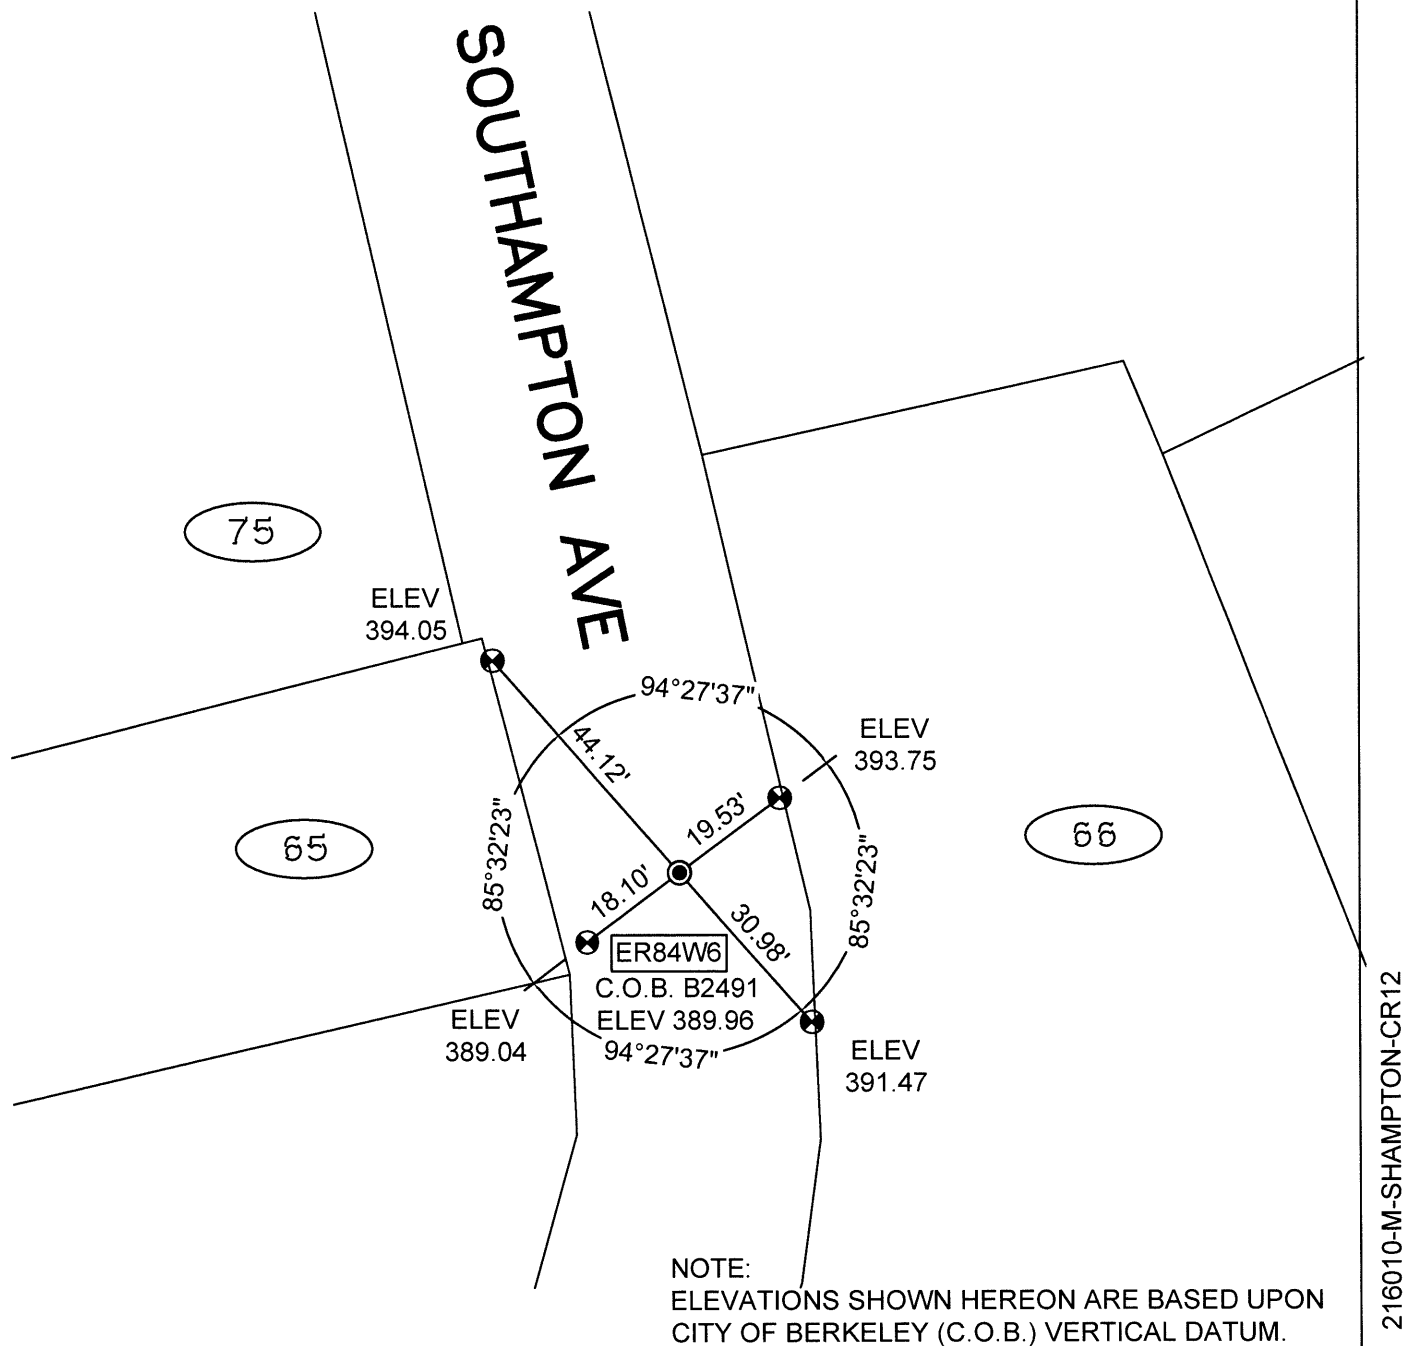 SOUTHAMPTON AVE
75
ELEV
394.05
94°27'37"
ELEV
393.75
44.12'
19.53'
85°32'23"
65
66
85°32'23"
18.10'
30.98'
ER84W6
C.O.B. B2491
ELEV 389.96
ELEV
389.04
94°27'37"
ELEV
391.47
NOTE:
ELEVATIONS SHOWN HEREON ARE BASED UPON
CITY OF BERKELEY (C.O.B.) VERTICAL DATUM.
216010-M-SHAMPTON-CR12